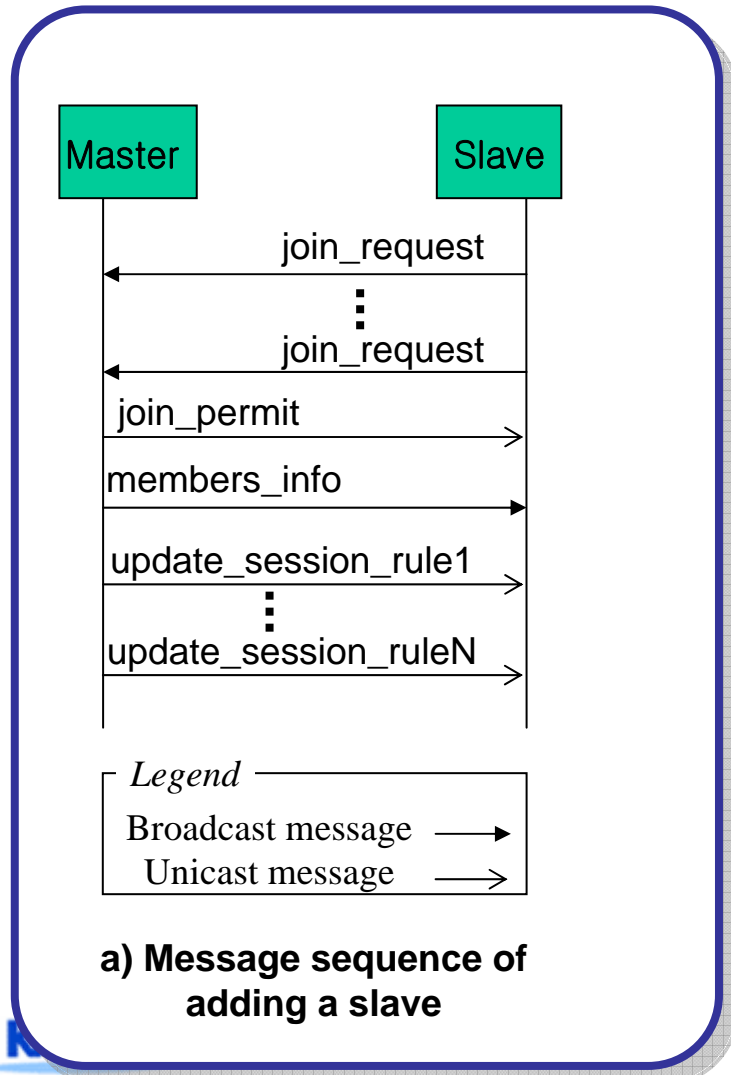 Master
Slave
join_request
join_request
join_permit
members_info
update_session_rule1
update_session_ruleN
Legend
Broadcast message
Unicast message
a) Message sequence of
adding a slave